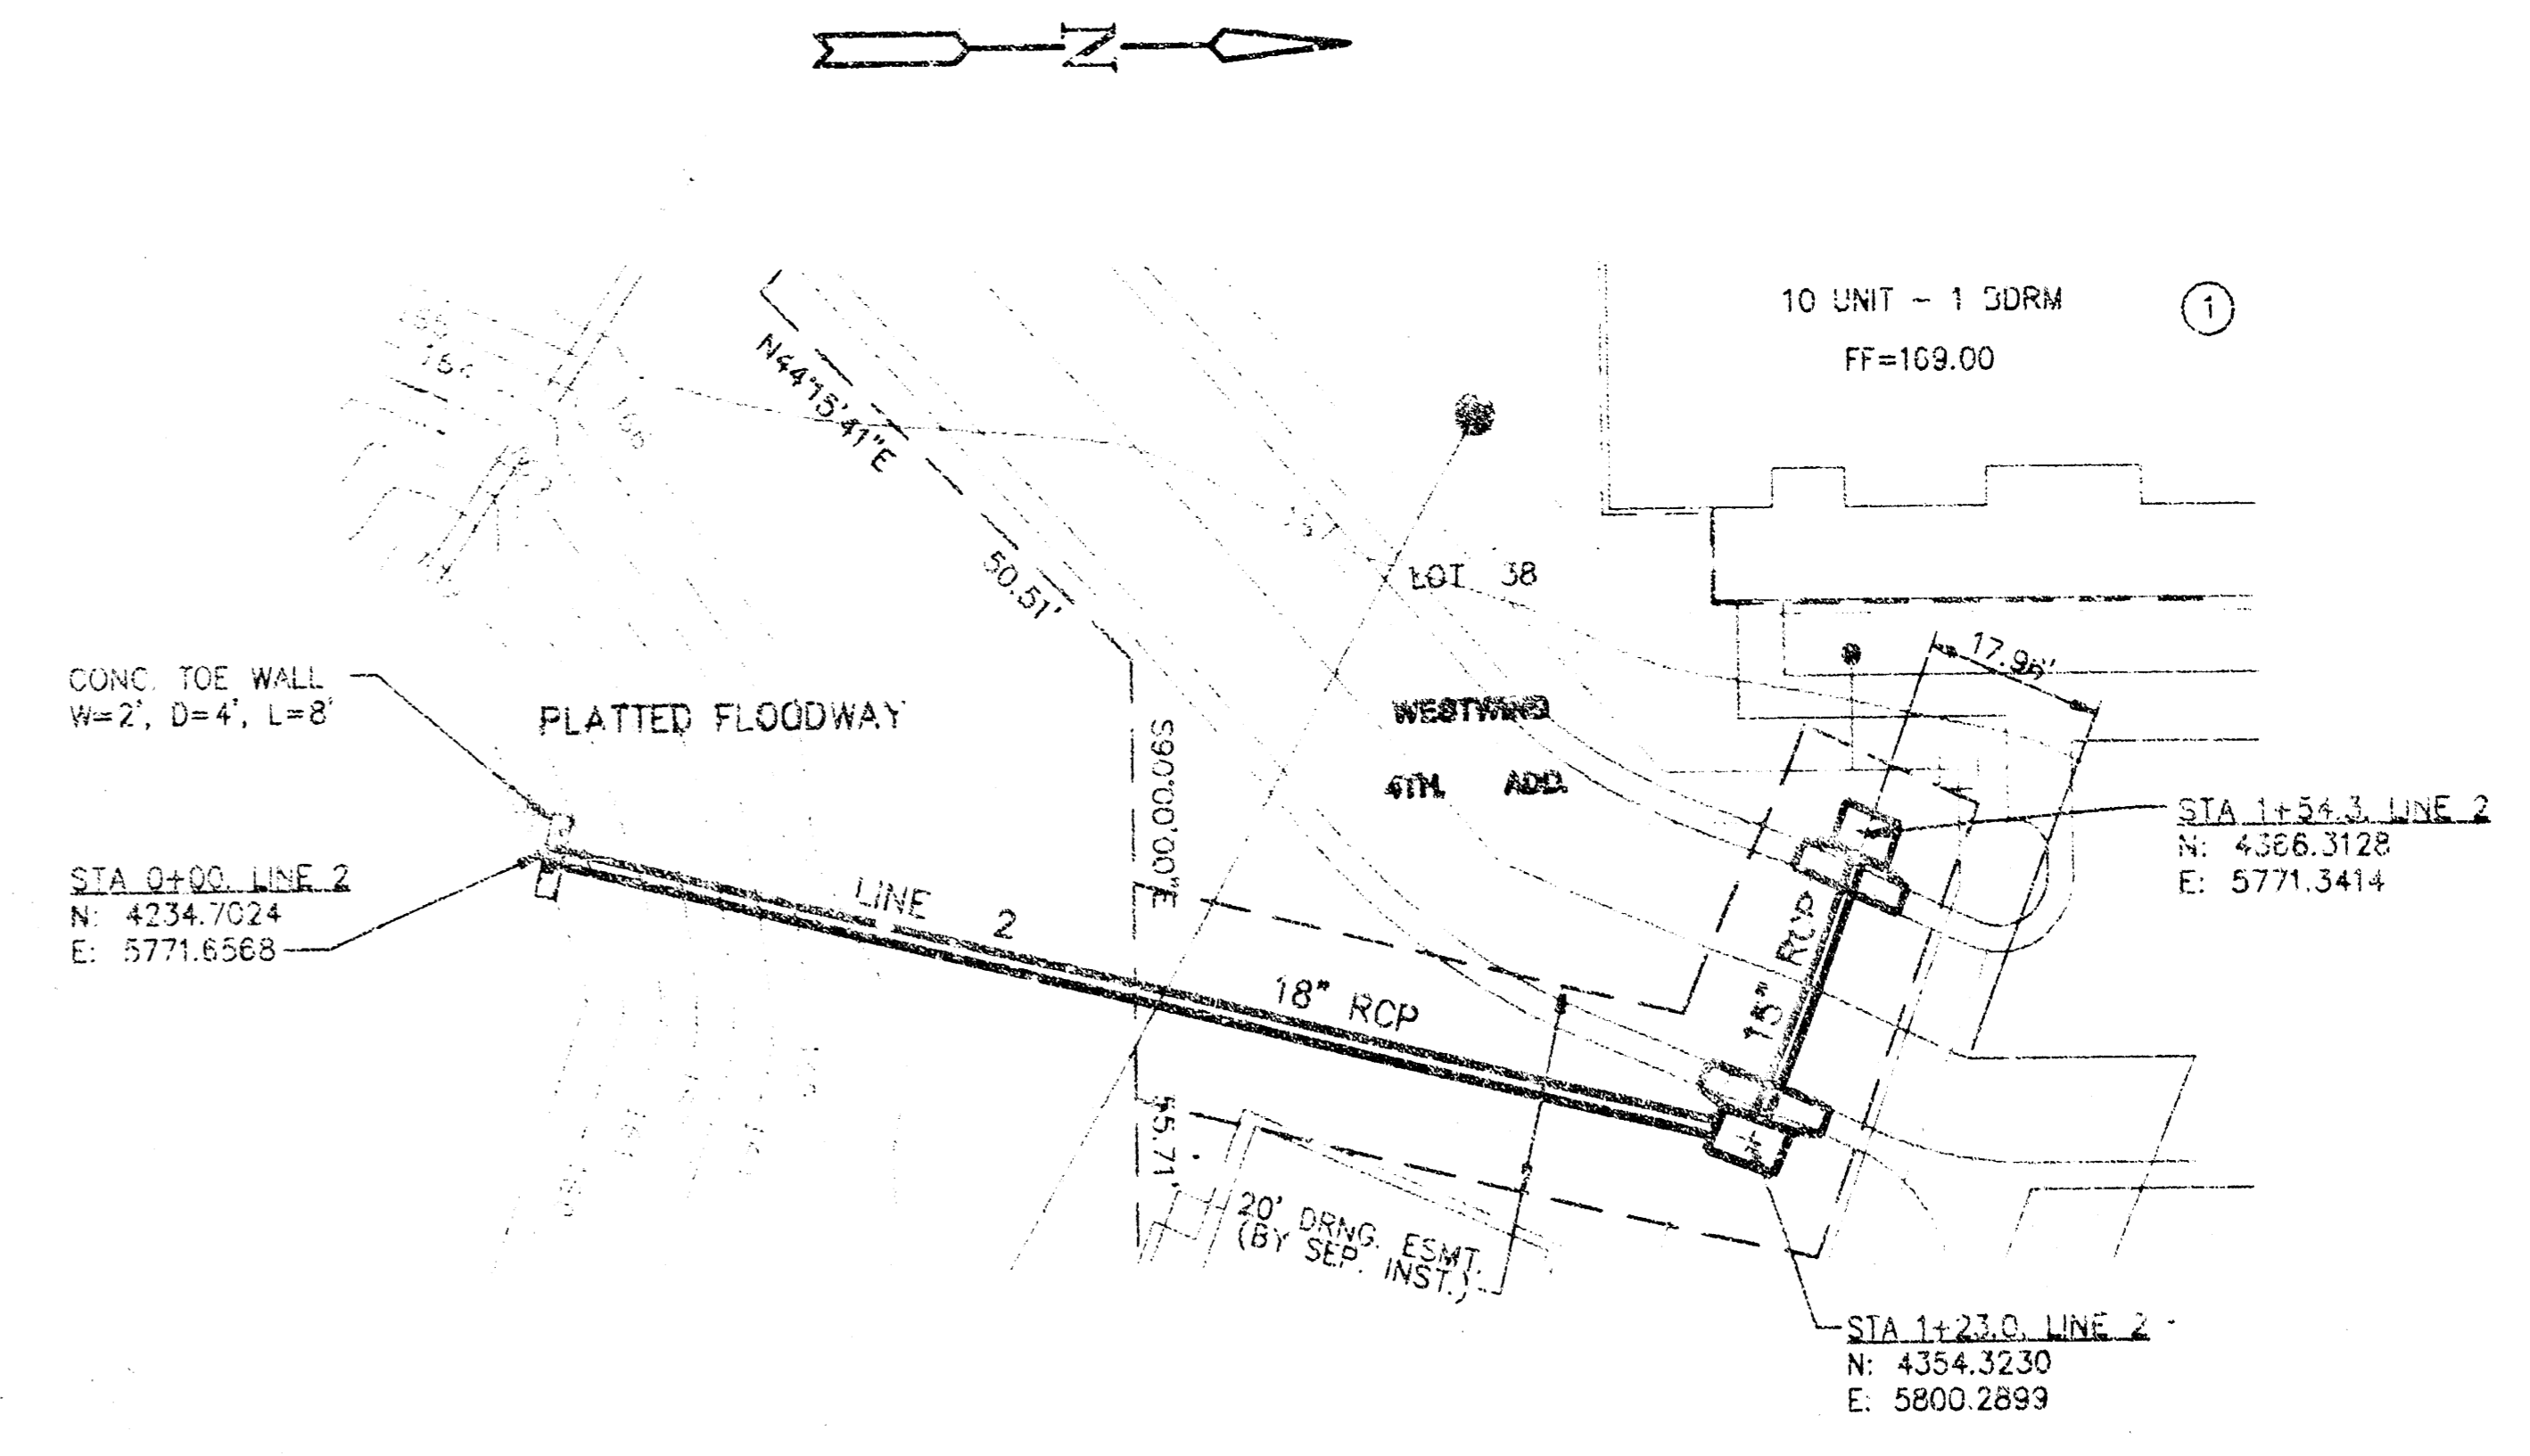 N
10 UNIT - 1 BDRM
1
FF=169.00
N44°15'41"E
50.51'
LOT 38
17.96'
CONC. TOE WALL
W=2', D=4', L=8'
PLATTED FLOODWAY
S90°00'00"E
WESTWIND
4TH. ADD.
STA 1+54.3, LINE 2
N: 4366.3128
E: 5771.3414
STA 0+00, LINE 2
N: 4234.7024
E: 5771.6568
LINE 2
18" RCP
15" RCP
55.71'
20' DRNG. ESMT.
(BY SEP. INST.)
STA 1+23.0, LINE 2
N: 4354.3230
E: 5800.2899